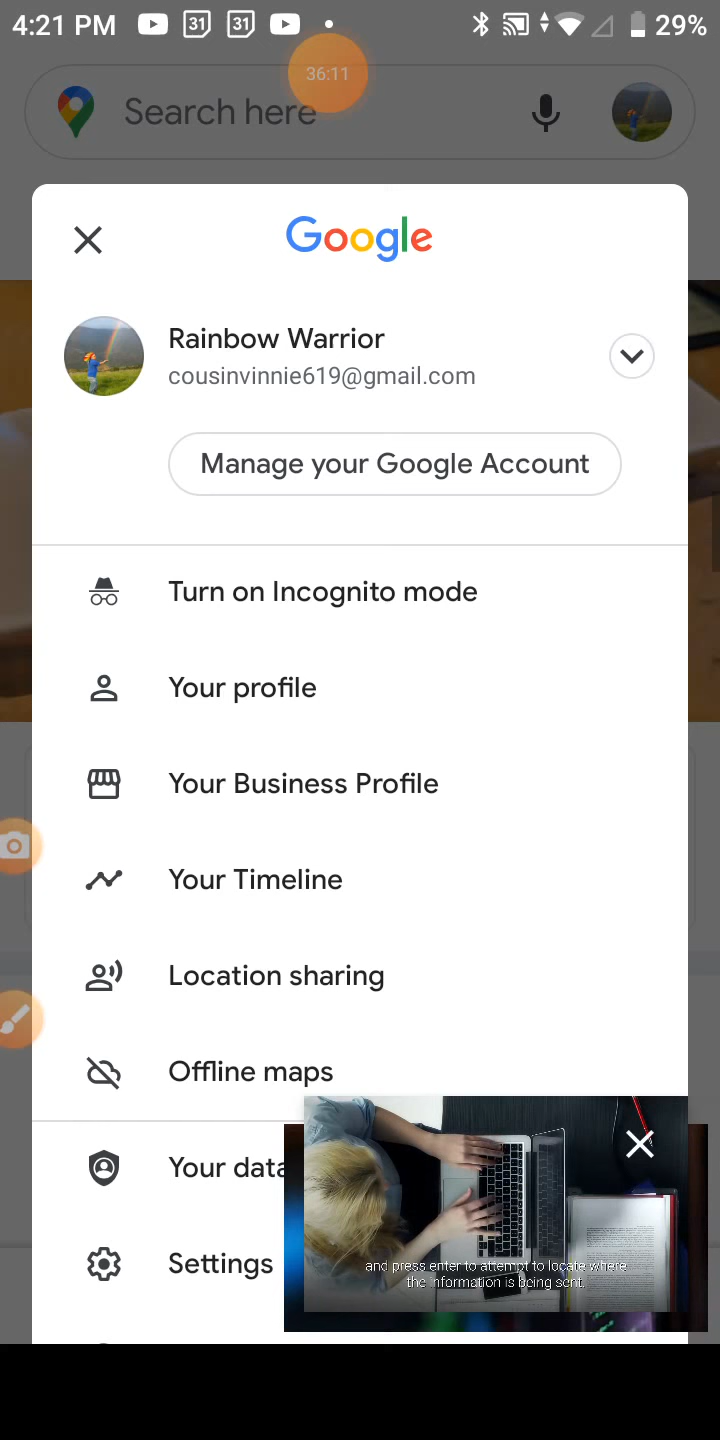 4:21 PM
31
31
29%
36:11
Search here
Google
Rainbow Warrior
cousinvinnie619@gmail.com
Manage your Google Account
Turn on Incognito mode
Your profile
Your Business Profile
Your Timeline
Location sharing
Offline maps
Your data
Settings
and press enter to attempt to locate where
the information is being sent.